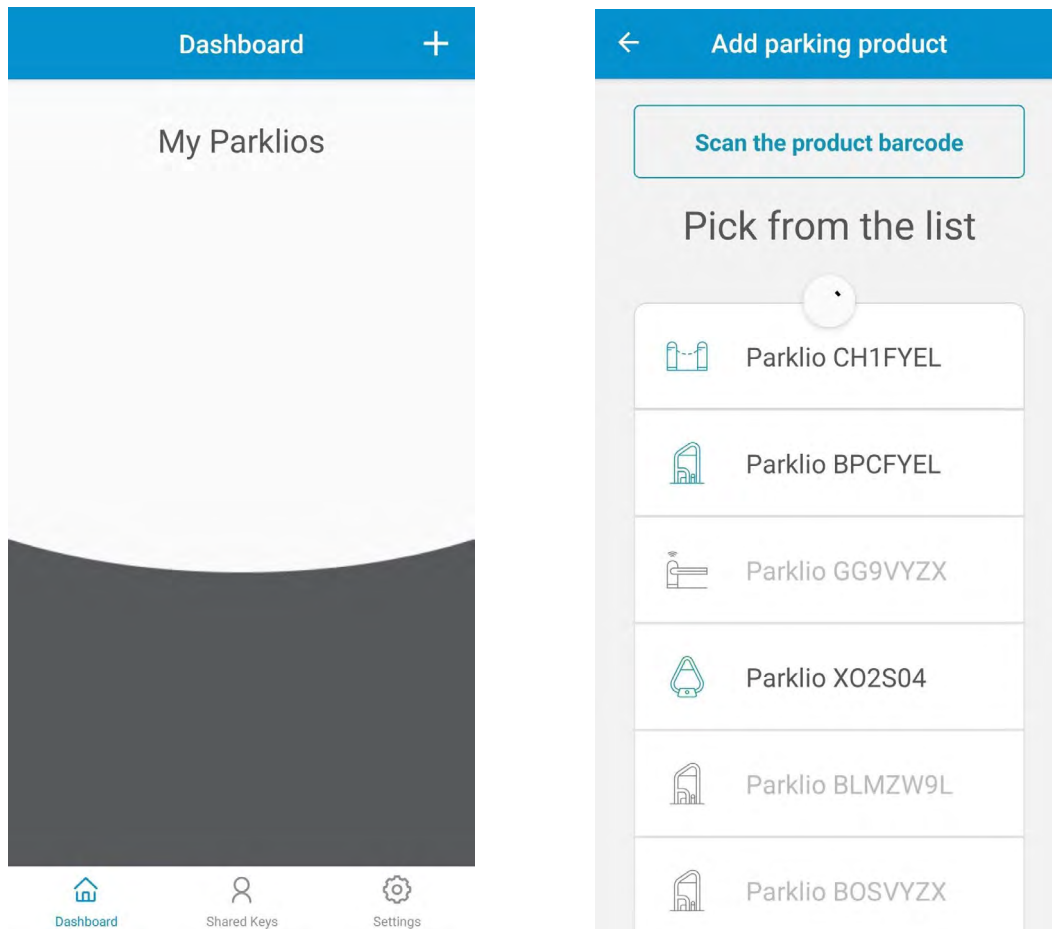 Dashboard
My Parklios
Dashboard
Shared Keys
Settings
Add parking product
Scan the product barcode
Pick from the list
Parklio CH1FYEL
Parklio BPCFYEL
Parklio GG9VYZX
Parklio XO2S04
Parklio BLMZW9L
Parklio BOSVYZX